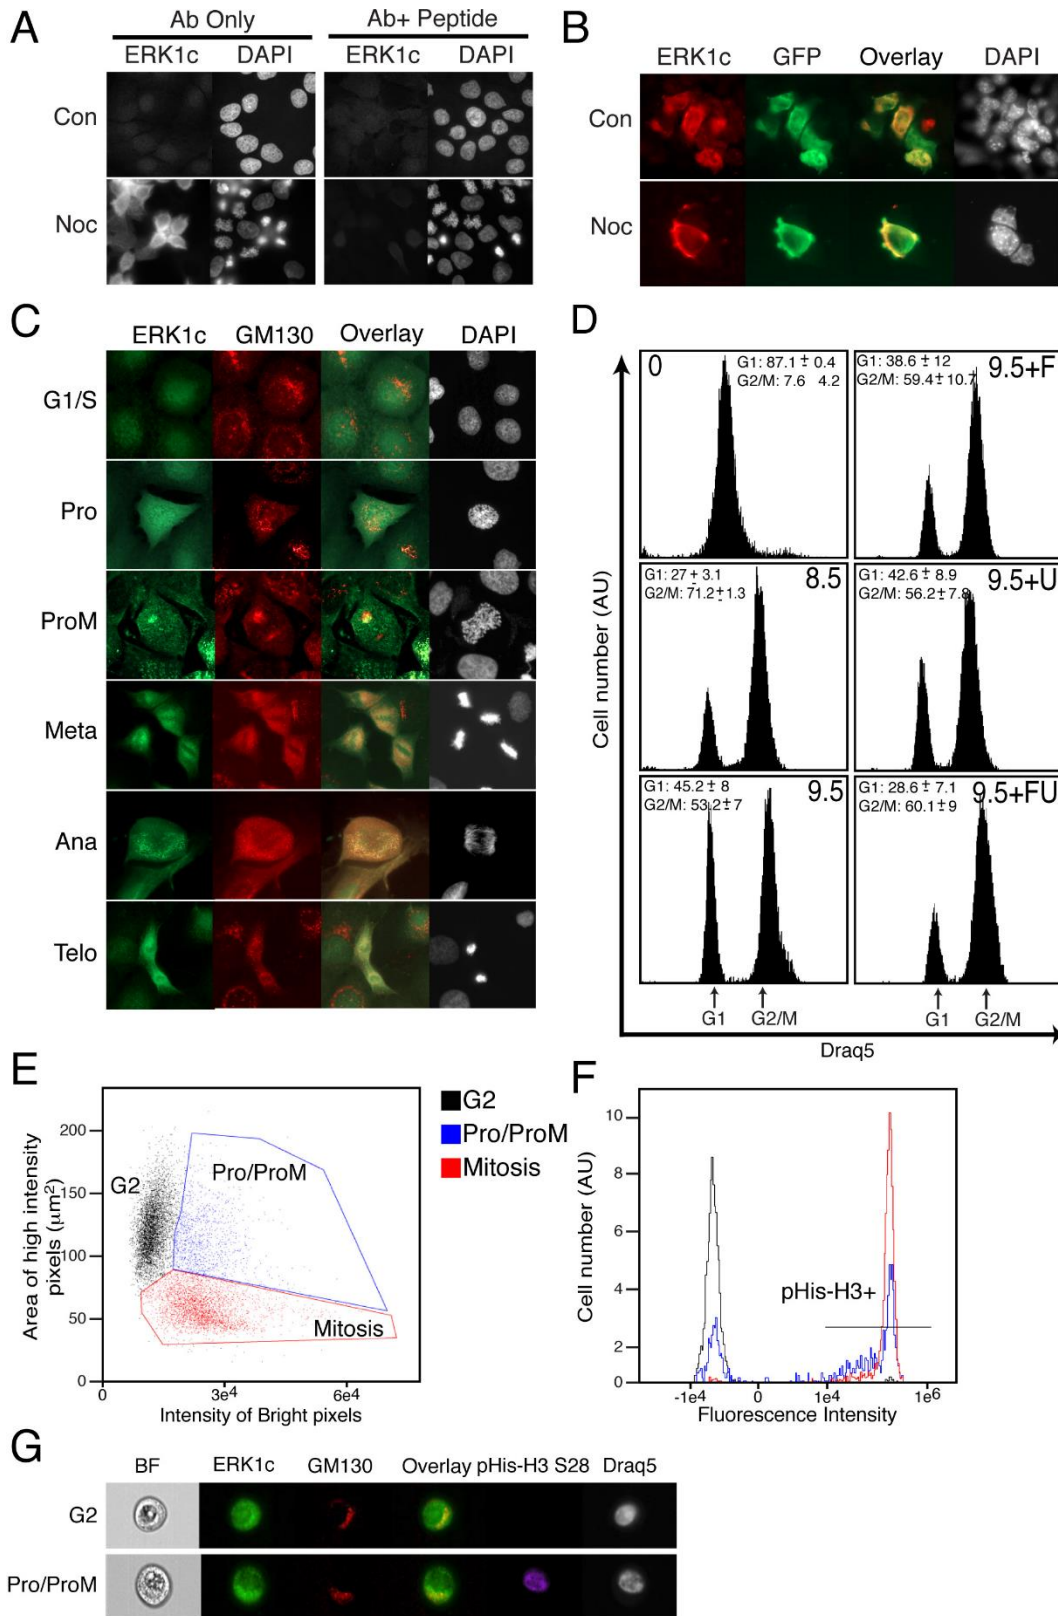 A
Ab Only
Ab+ Peptide
ERK1c DAPI ERK1c DAPI
Con
Noc
B
ERK1c GFP Overlay DAPI
Con
Noc
C
ERK1c GM130 Overlay DAPI
G1/S
Pro
ProM
Meta
Ana
Telo
D
Cell number (AU)
0
G1: 87.1 ± 0.4
G2/M: 7.6 4.2
9.5+F
G1: 38.6 ± 12
G2/M: 59.4 ± 10.7
8.5
G1: 27 ± 3.1
G2/M: 71.2 ± 1.3
9.5+U
G1: 42.6 ± 8.9
G2/M: 56.2 ± 7.8
9.5
G1: 45.2 ± 8
G2/M: 53.2 ± 7
9.5+FU
G1: 28.6 ± 7.1
G2/M: 60.1 ± 9
G1 G2/M G1 G2/M
Draq5
E
Area of high intensity
pixels (μm2)
200
150
100
50
0
G2
Pro/ProM
Mitosis
0 3e4 6e4
Intensity of Bright pixels
G2
Pro/ProM
Mitosis
F
Cell number (AU)
10
8
6
4
2
0
pHis-H3+
-1e4 0 1e4 1e6
Fluorescence Intensity
G
BF ERK1c GM130 Overlay pHis-H3 S28 Draq5
G2
Pro/ProM